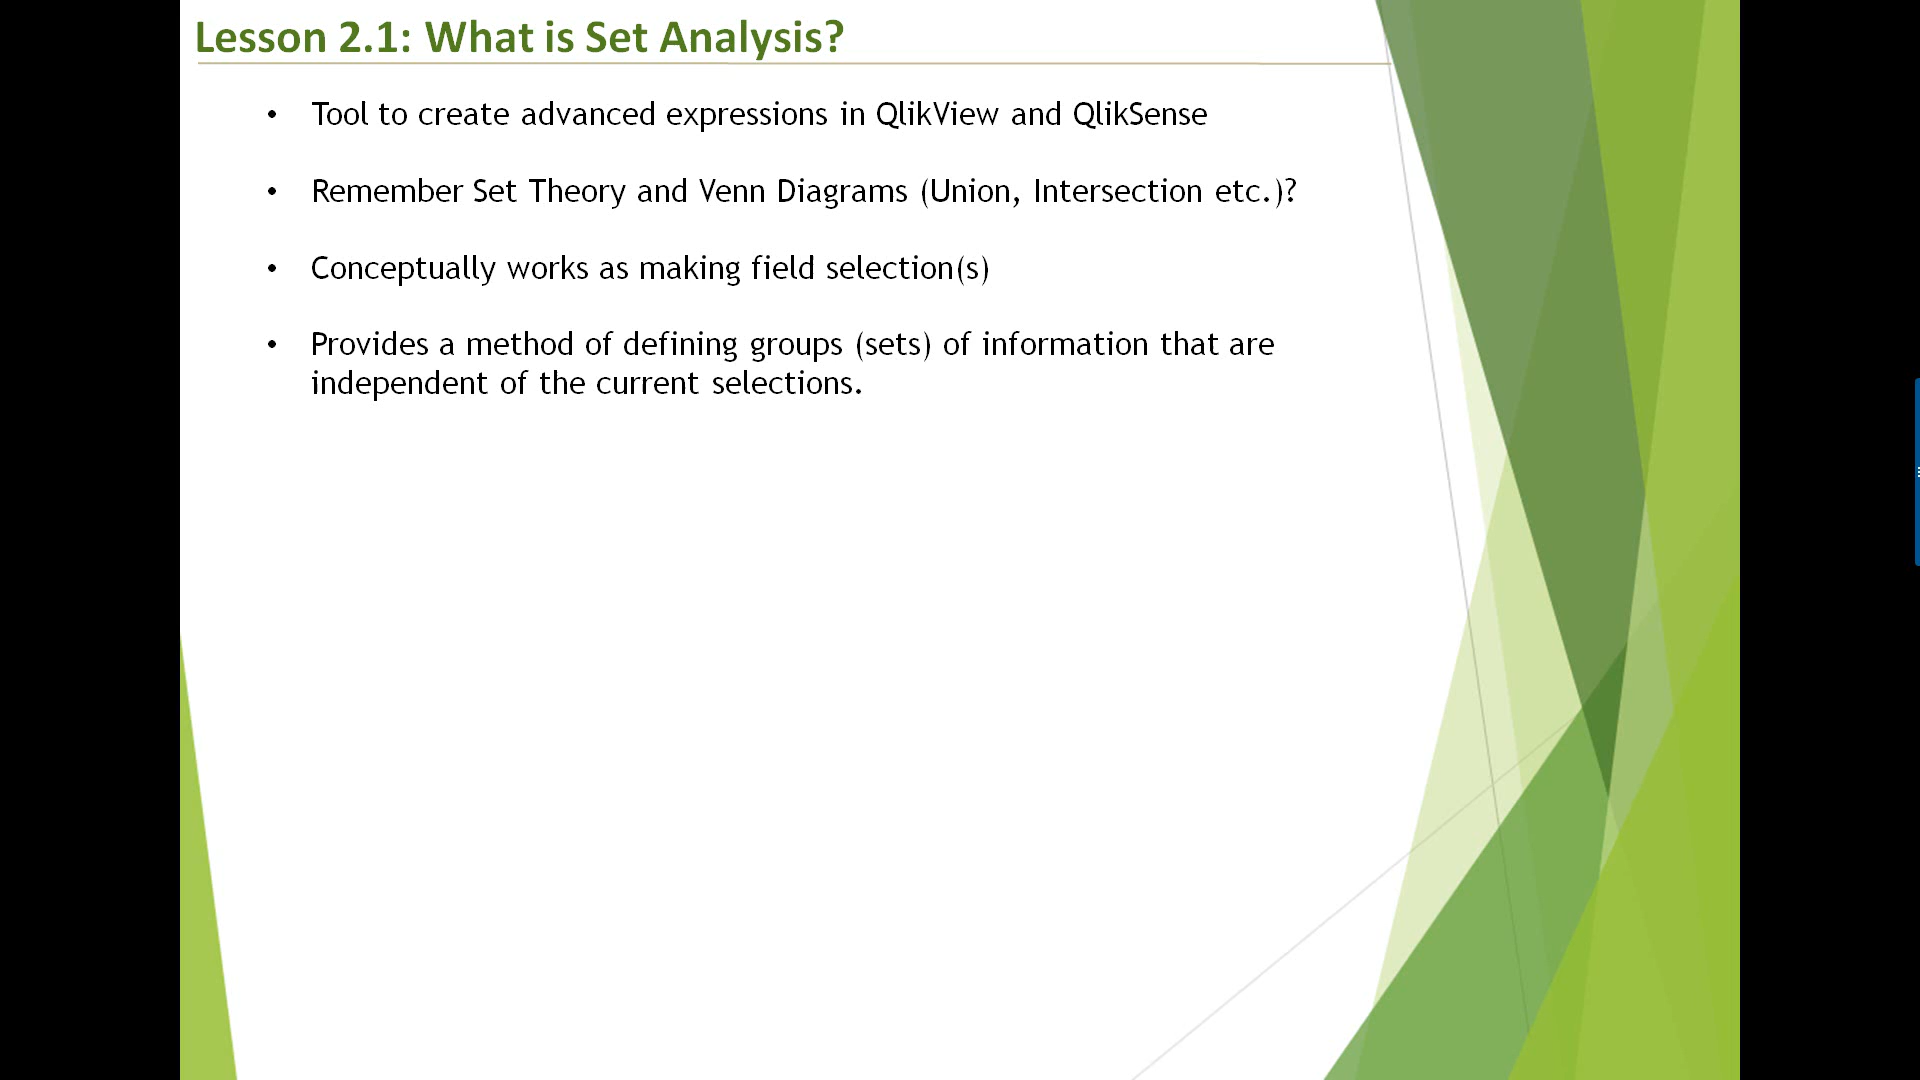 Lesson 2.1: What is Set Analysis?
• Tool to create advanced expressions in QlikView and QlikSense
• Remember Set Theory and Venn Diagrams (Union, Intersection etc.)?
• Conceptually works as making field selection(s)
• Provides a method of defining groups (sets) of information that are
independent of the current selections.